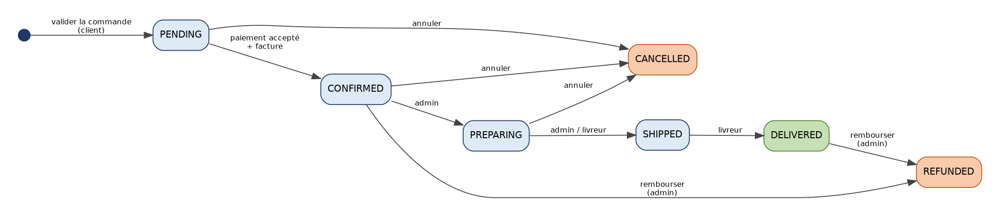 valider la commande
(client)
PENDING
annuler
paiement accepté
+ facture
CANCELLED
annuler
CONFIRMED
annuler
admin
PREPARING
admin / livreur
SHIPPED
livreur
DELIVERED
rembourser
(admin)
REFUNDED
rembourser
(admin)